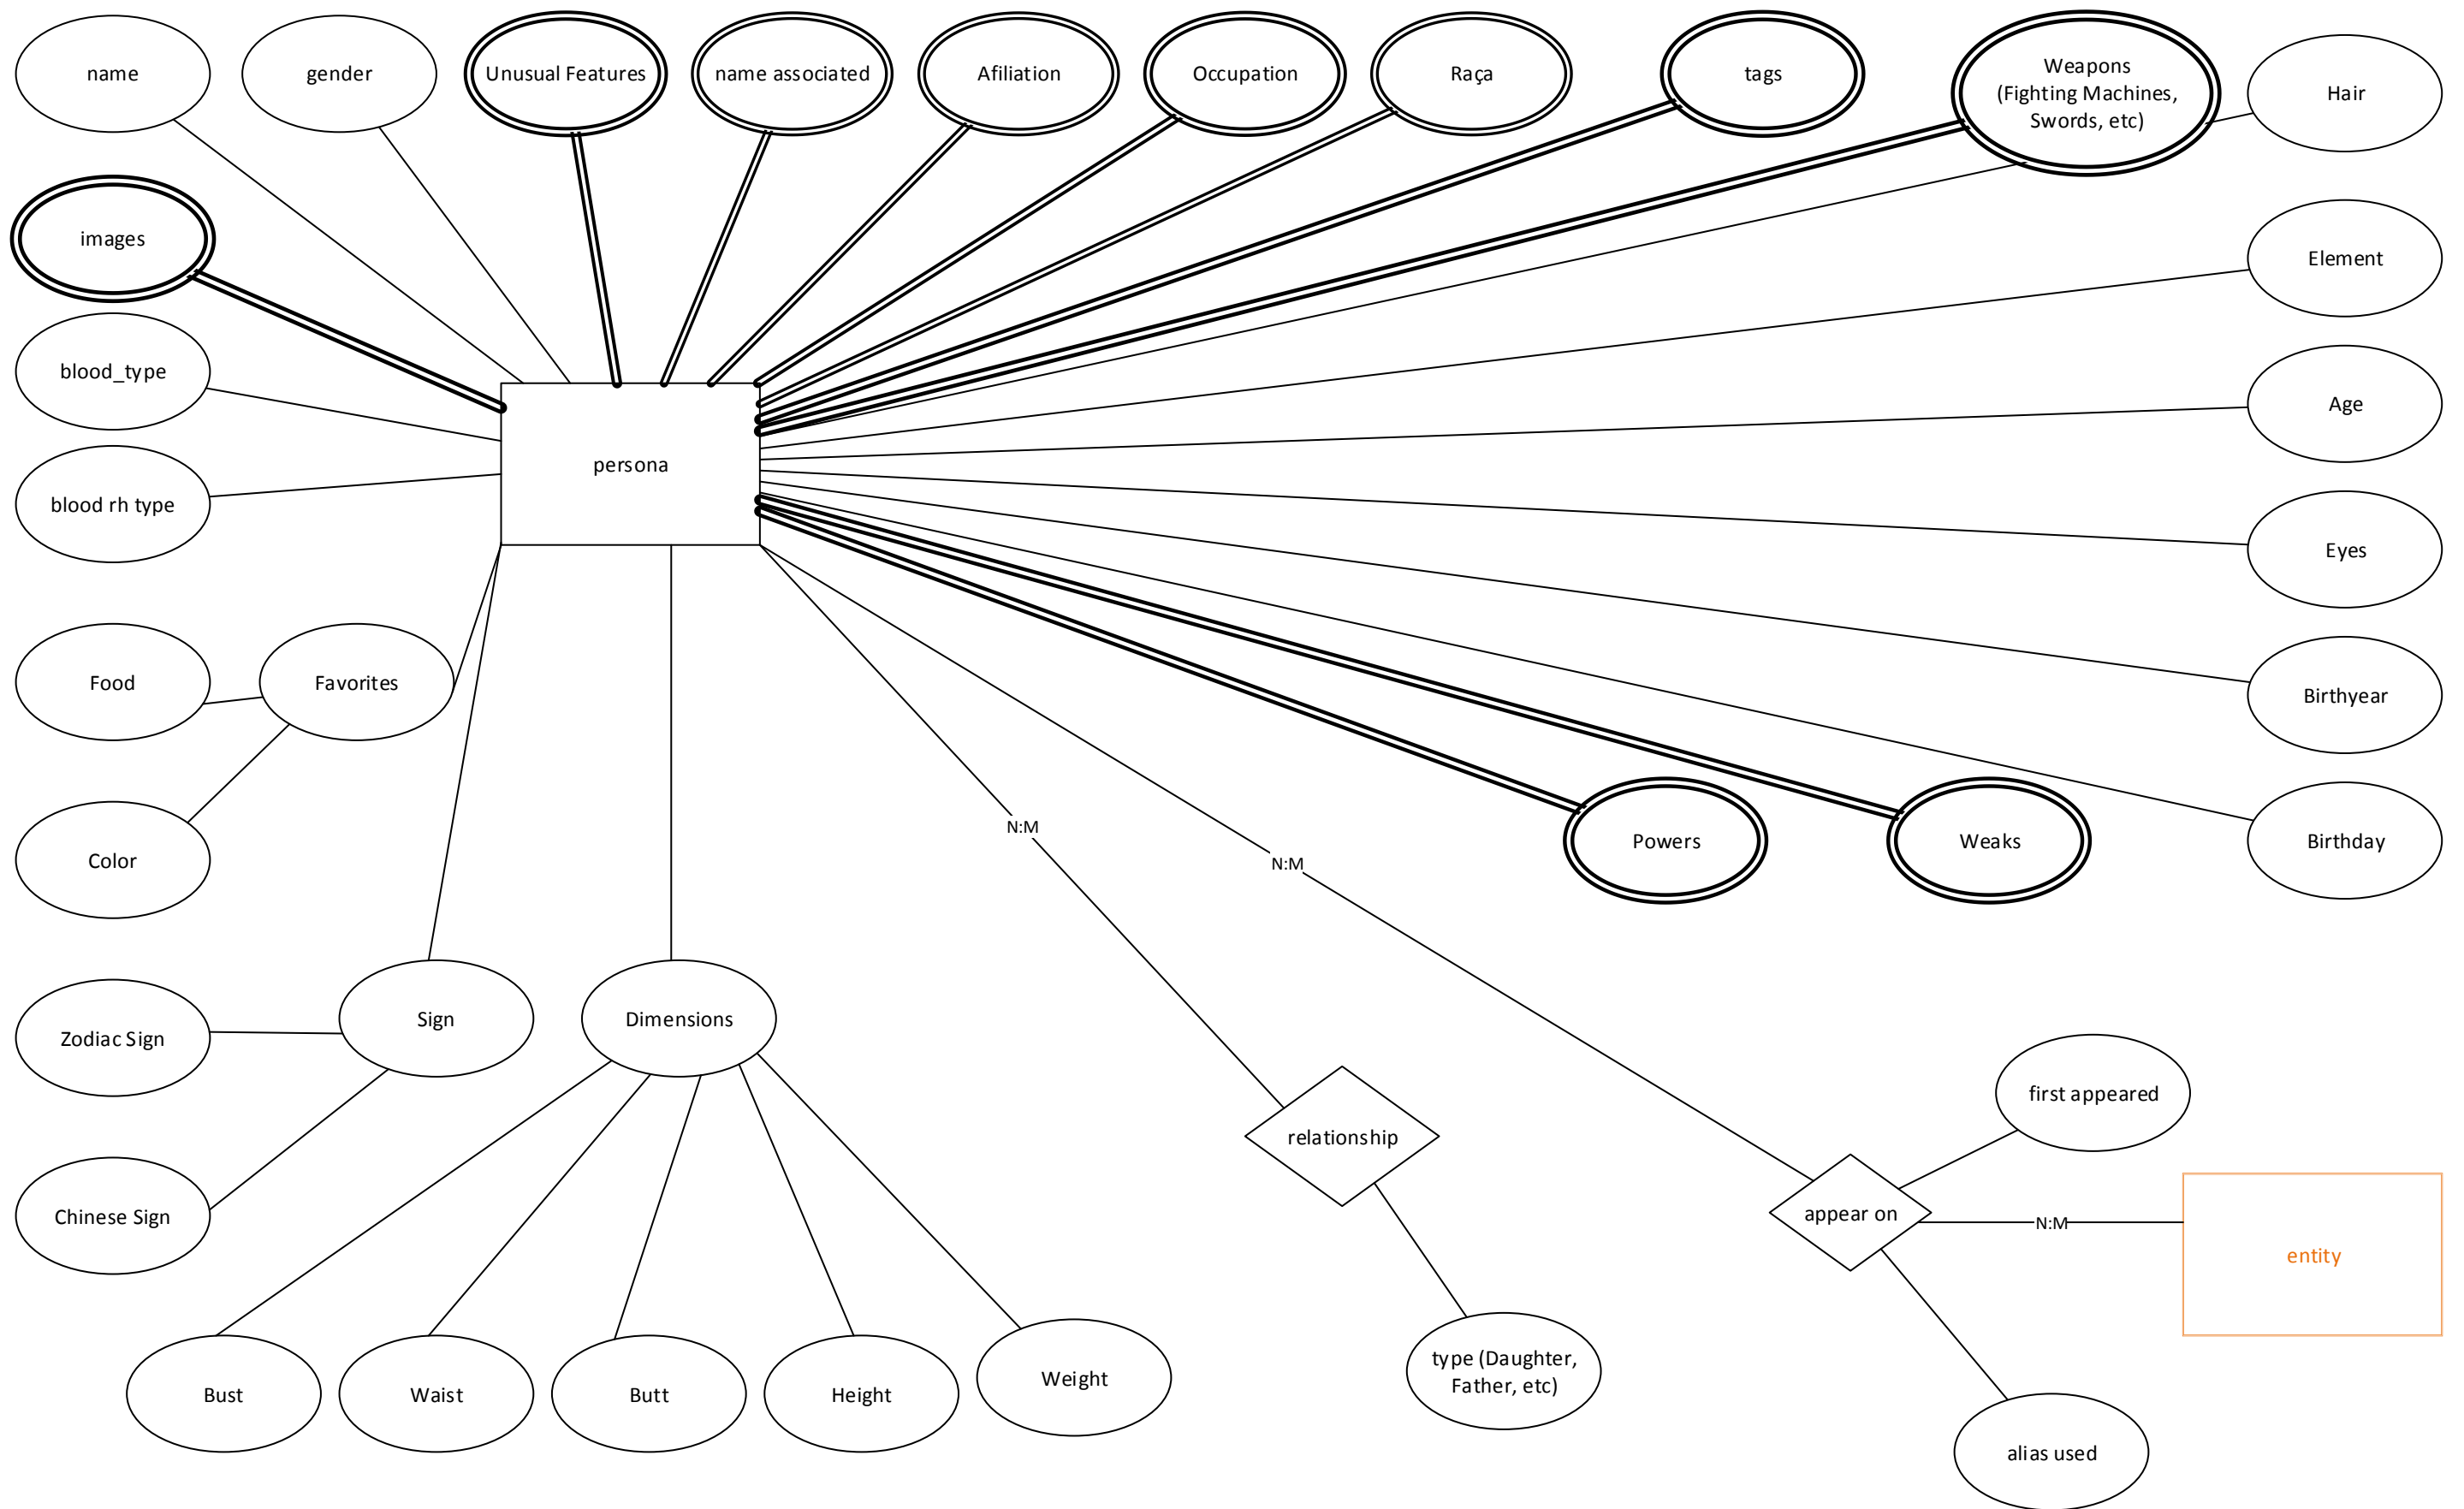 name
gender
Unusual Features
name associated
Afiliation
Occupation
Raça
tags
Weapons
(Fighting Machines,
Swords, etc)
Hair
images
Element
blood_type
Age
persona
blood rh type
Eyes
Food
Favorites
Birthyear
N:M
N:M
Powers
Weaks
Birthday
Color
Zodiac Sign
Sign
Dimensions
first appeared
relationship
Chinese Sign
appear on
N:M
entity
Bust
Waist
Butt
Height
Weight
type (Daughter,
Father, etc)
alias used